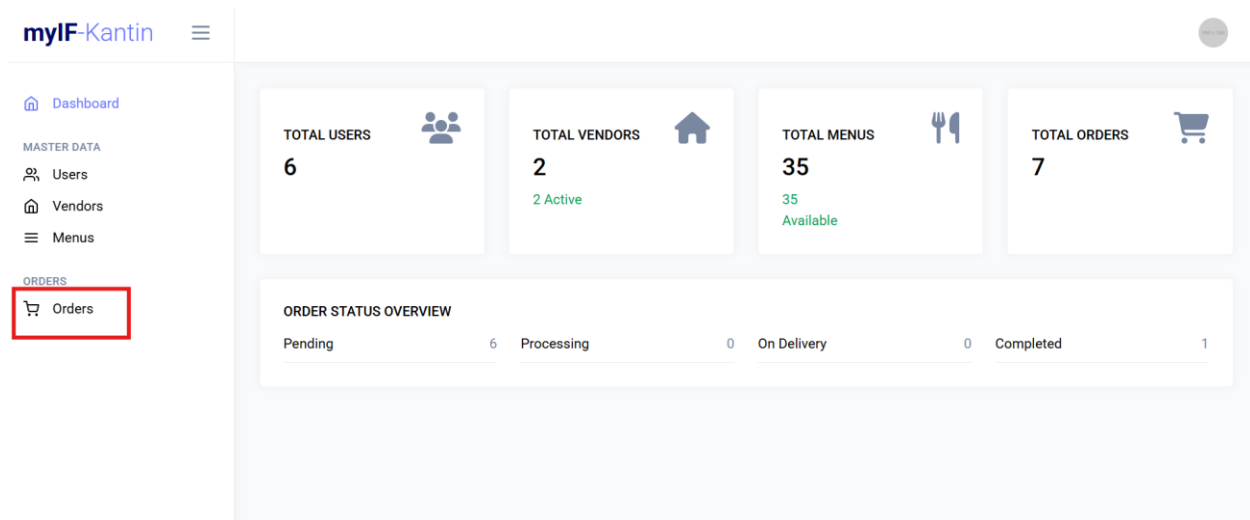 myIF-Kantin
Dashboard
MASTER DATA
Users
Vendors
Menus
ORDERS
Orders
TOTAL USERS
6
TOTAL VENDORS
2
2 Active
TOTAL MENUS
35
35
Available
TOTAL ORDERS
7
ORDER STATUS OVERVIEW
Pending 6 Processing 0 On Delivery 0 Completed 1